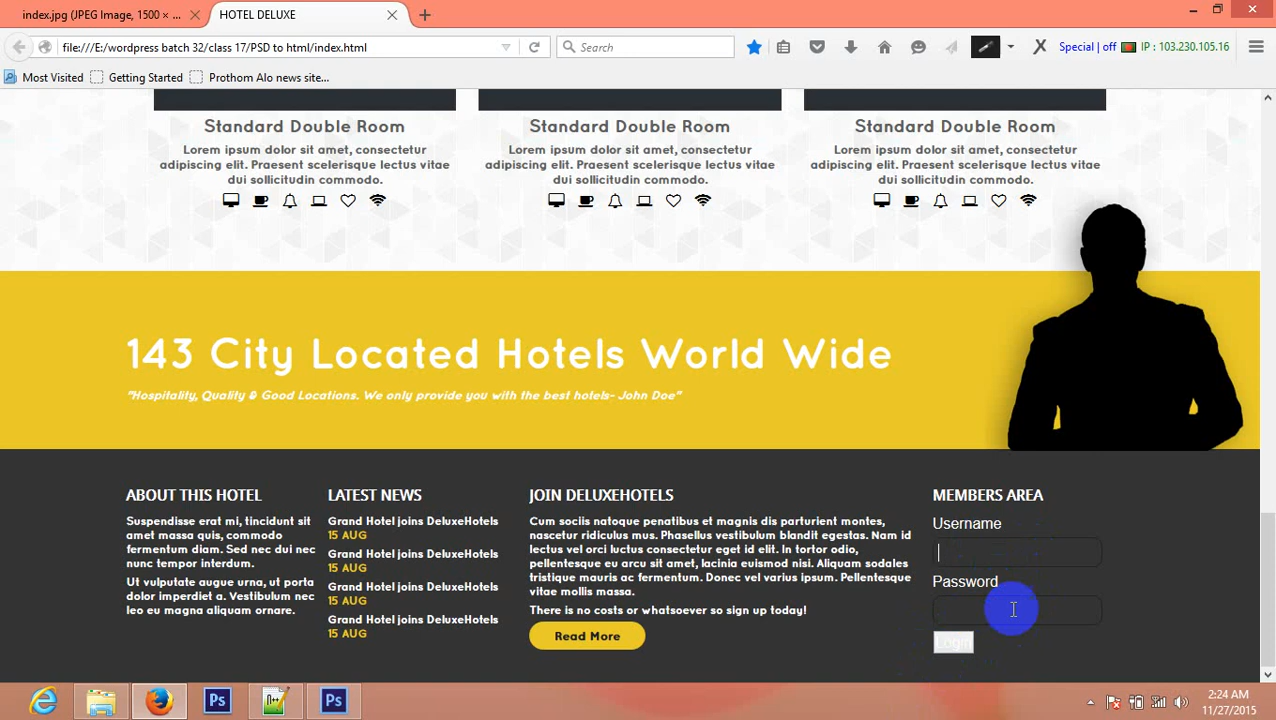 index.jpg (JPEG Image, 1500 × ...
HOTEL DELUXE
file:///E:/wordpress batch 32/class 17/PSD to html/index.html
Search
Special | off
IP : 103.230.105.16
Most Visited
Getting Started
Prothom Alo news site...
Standard Double Room
Lorem ipsum dolor sit amet, consectetur
adipiscing elit. Praesent scelerisque lectus vitae
dui sollicitudin commodo.
Standard Double Room
Lorem ipsum dolor sit amet, consectetur
adipiscing elit. Praesent scelerisque lectus vitae
dui sollicitudin commodo.
Standard Double Room
Lorem ipsum dolor sit amet, consectetur
adipiscing elit. Praesent scelerisque lectus vitae
dui sollicitudin commodo.
143 City Located Hotels World Wide
"Hospitality, Quality & Good Locations. We only provide you with the best hotels- John Doe"
ABOUT THIS HOTEL
Suspendisse erat mi, tincidunt sit
amet massa quis, commodo
fermentum diam. Sed nec dui nec
nunc tempor interdum.
Ut vulputate augue urna, ut porta
dolor imperdiet a. Vestibulum nec
leo eu magna aliquam ornare.
LATEST NEWS
Grand Hotel joins DeluxeHotels
15 AUG
Grand Hotel joins DeluxeHotels
15 AUG
Grand Hotel joins DeluxeHotels
15 AUG
Grand Hotel joins DeluxeHotels
15 AUG
JOIN DELUXEHOTELS
Cum sociis natoque penatibus et magnis dis parturient montes,
nascetur ridiculus mus. Phasellus vestibulum blandit egestas. Nam id
lectus vel orci luctus consectetur eget id elit. In tortor odio,
pellentesque eu arcu sit amet, lacinia euismod nisi. Aliquam sodales
tristique mauris ac fermentum. Donec vel varius ipsum. Pellentesque
vitae mollis massa.
There is no costs or whatsoever so sign up today!
Read More
MEMBERS AREA
Username
Password
Login
Ps
Ps
2:24 AM
11/27/2015